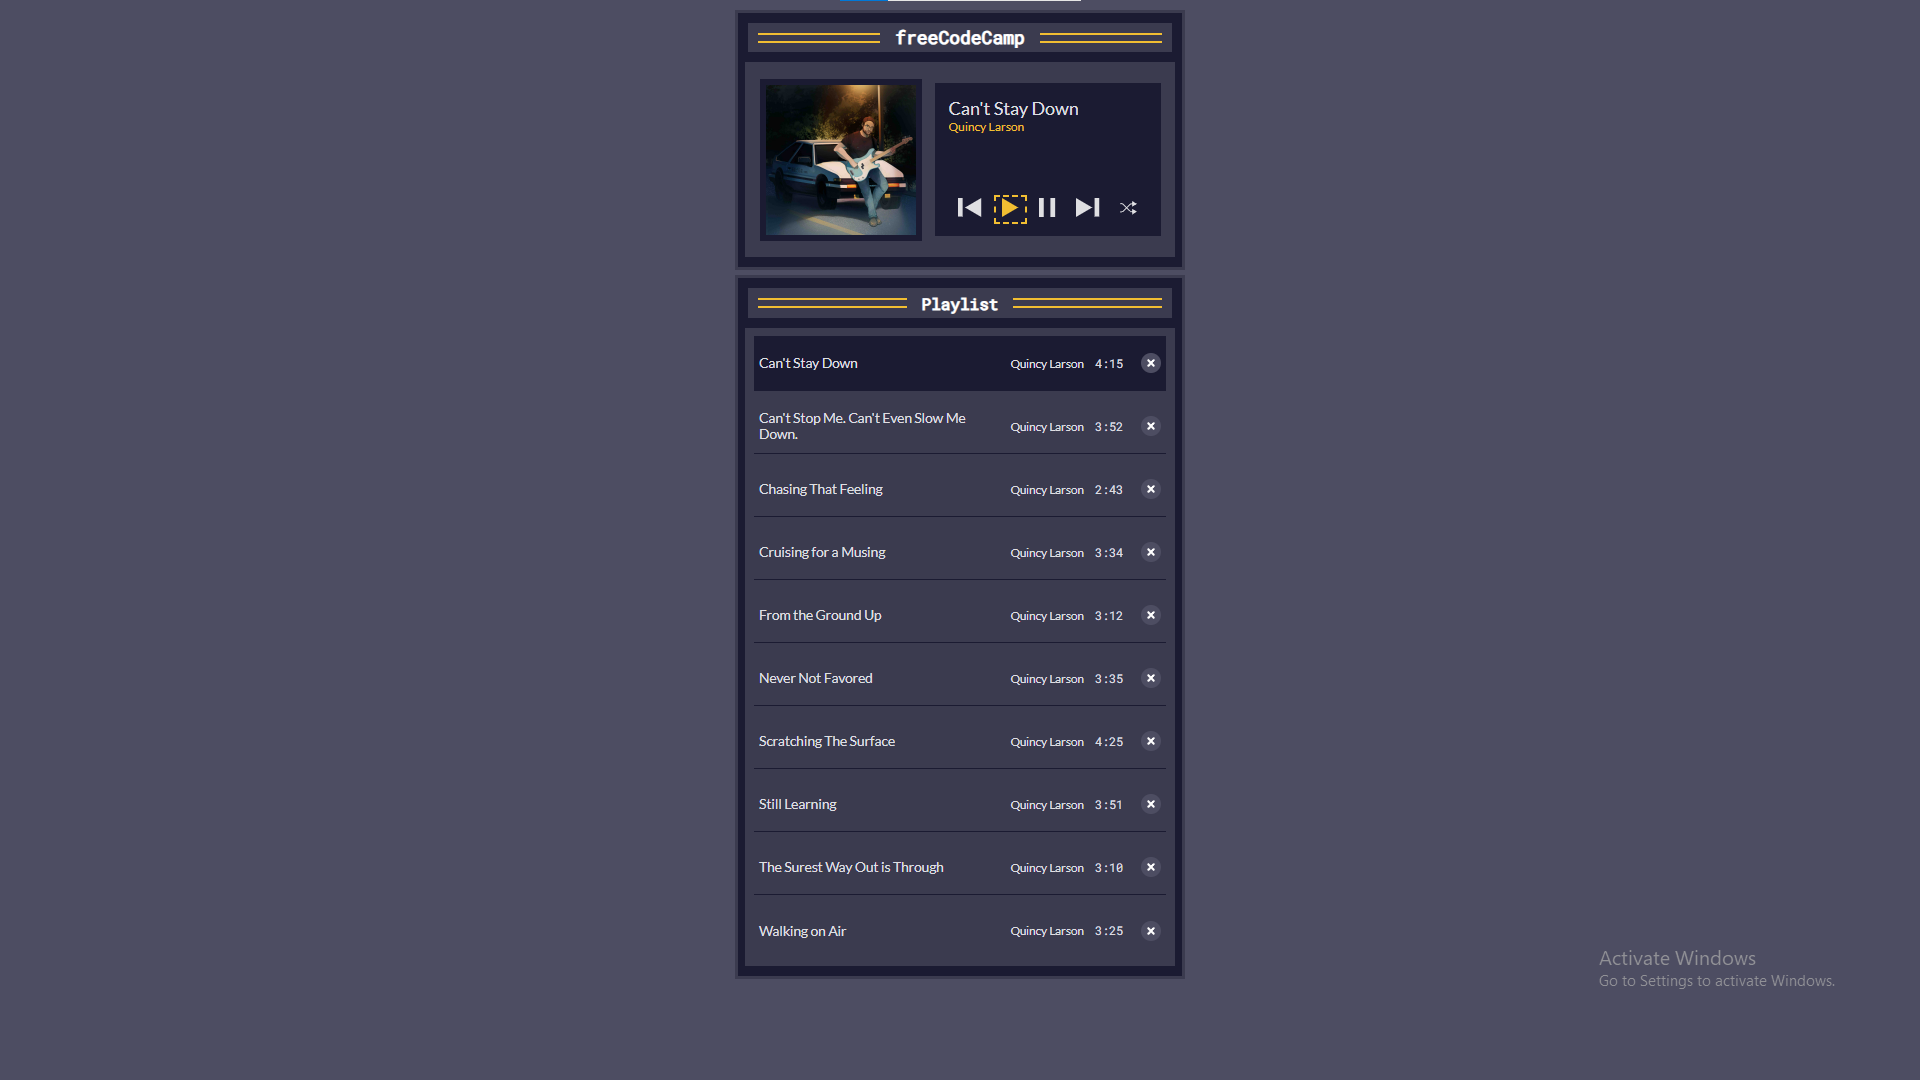 freeCodeCamp
Can't Stay Down
Quincy Larson
Playlist
Can't Stay Down Quincy Larson 4:15
Can't Stop Me. Can't Even Slow Me
Down. Quincy Larson 3:52
Chasing That Feeling Quincy Larson 2:43
Cruising for a Musing Quincy Larson 3:34
From the Ground Up Quincy Larson 3:12
Never Not Favored Quincy Larson 3:35
Scratching The Surface Quincy Larson 4:25
Still Learning Quincy Larson 3:51
The Surest Way Out is Through Quincy Larson 3:10
Walking on Air Quincy Larson 3:25
Activate Windows
Go to Settings to activate Windows.